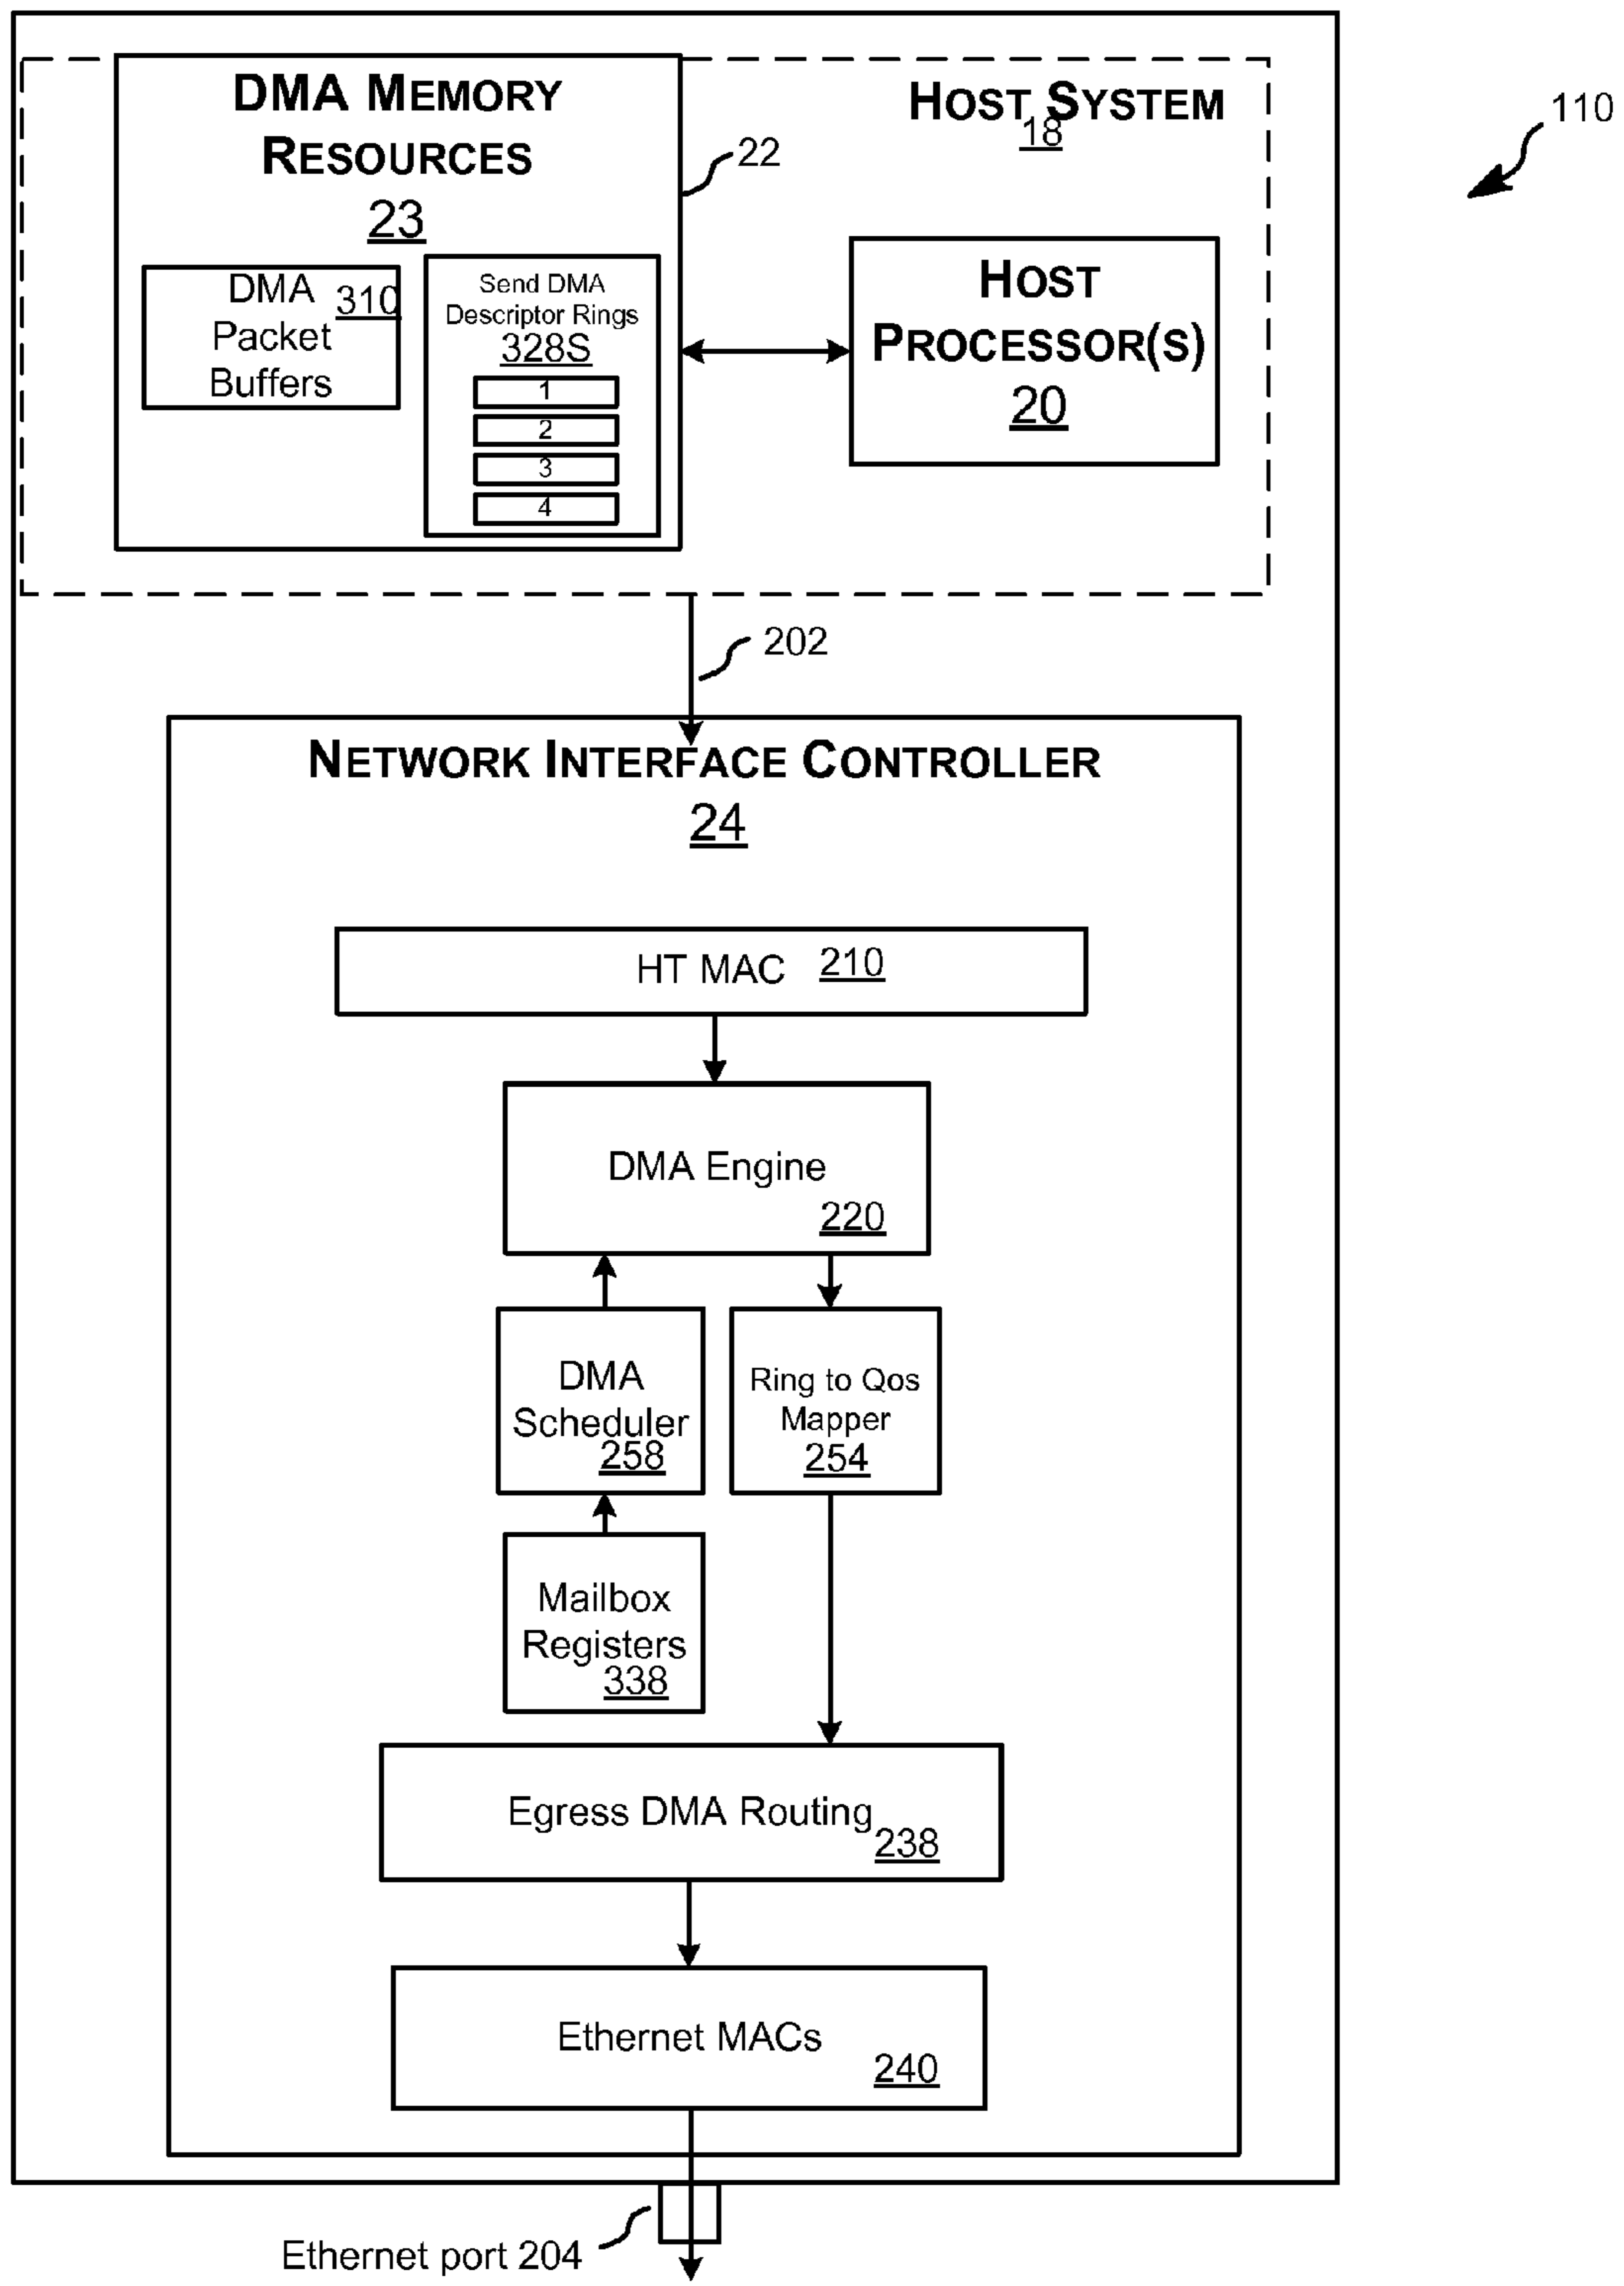 DMA MEMORY
RESOURCES
23
HOST SYSTEM
18
110
22
DMA 310
Packet
Buffers
Send DMA
Descriptor Rings
328S
1
2
3
4
HOST
PROCESSOR(S)
20
202
NETWORK INTERFACE CONTROLLER
24
HT MAC 210
DMA Engine
220
DMA
Scheduler
258
Ring to Qos
Mapper
254
Mailbox
Registers
338
Egress DMA Routing
238
Ethernet MACs
240
Ethernet port 204